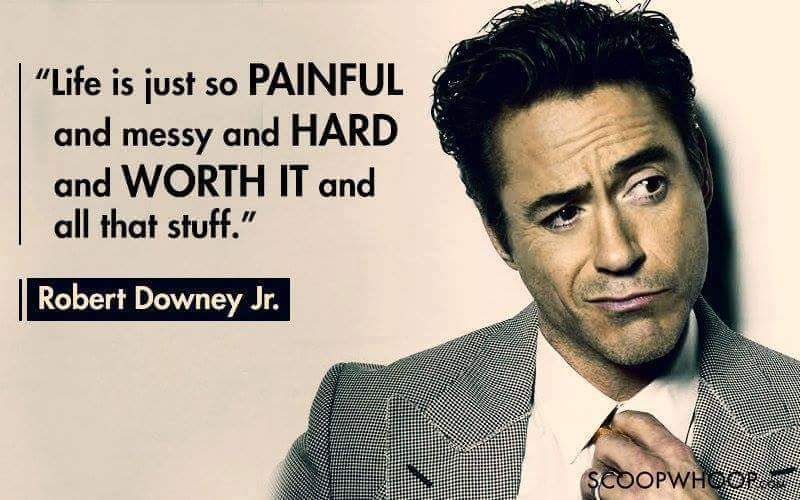 “Life is just so PAINFUL
and messy and HARD
and WORTH IT and
all that stuff.”
Robert Downey Jr.
SCOOPWHOOP.com